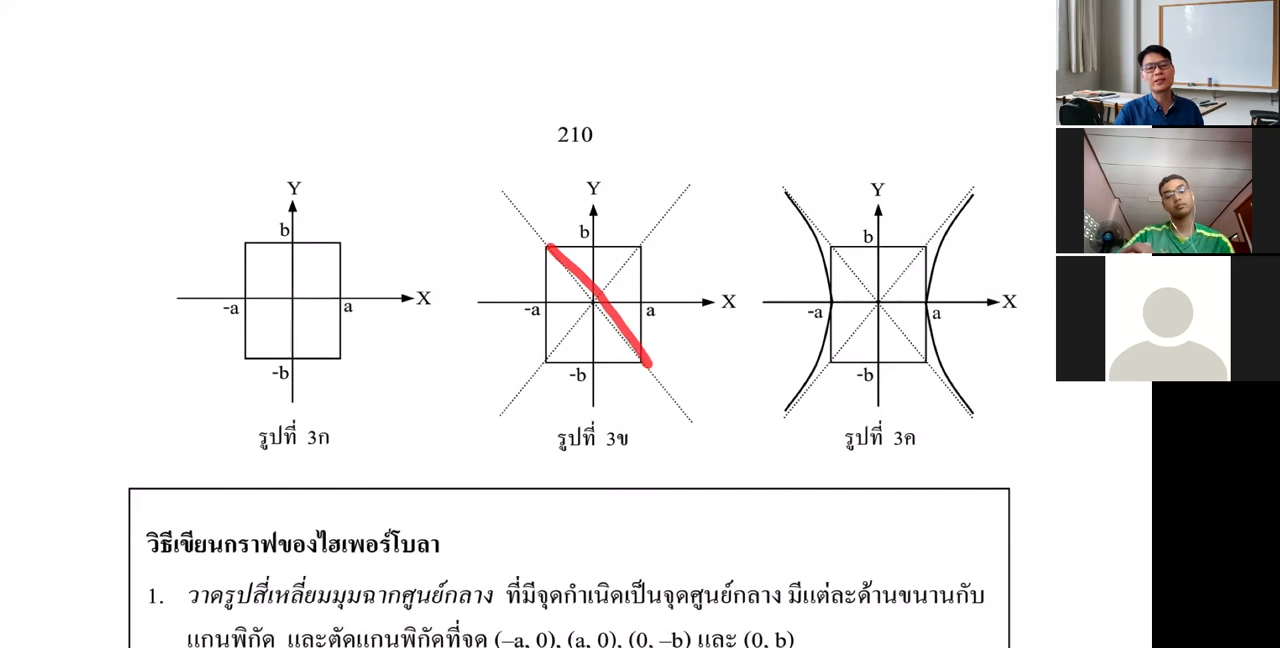 210
Y Y Y
b b b
-a a X -a a X -a a X
-b -b -b
รูปที่ 3ก รูปที่ 3ข รูปที่ 3ค
วิธีเขียนกราฟของไฮเพอร์โบลา
1. วาดรูปสี่เหลี่ยมมุมฉากศูนย์กลาง ที่มีจุดกำเนิดเป็นจุดศูนย์กลาง มีแต่ละด้านขนานกับ
แกนพิกัด และตัดแกนพิกัดที่จุด (–a, 0), (a, 0), (0, –b) และ (0, b)